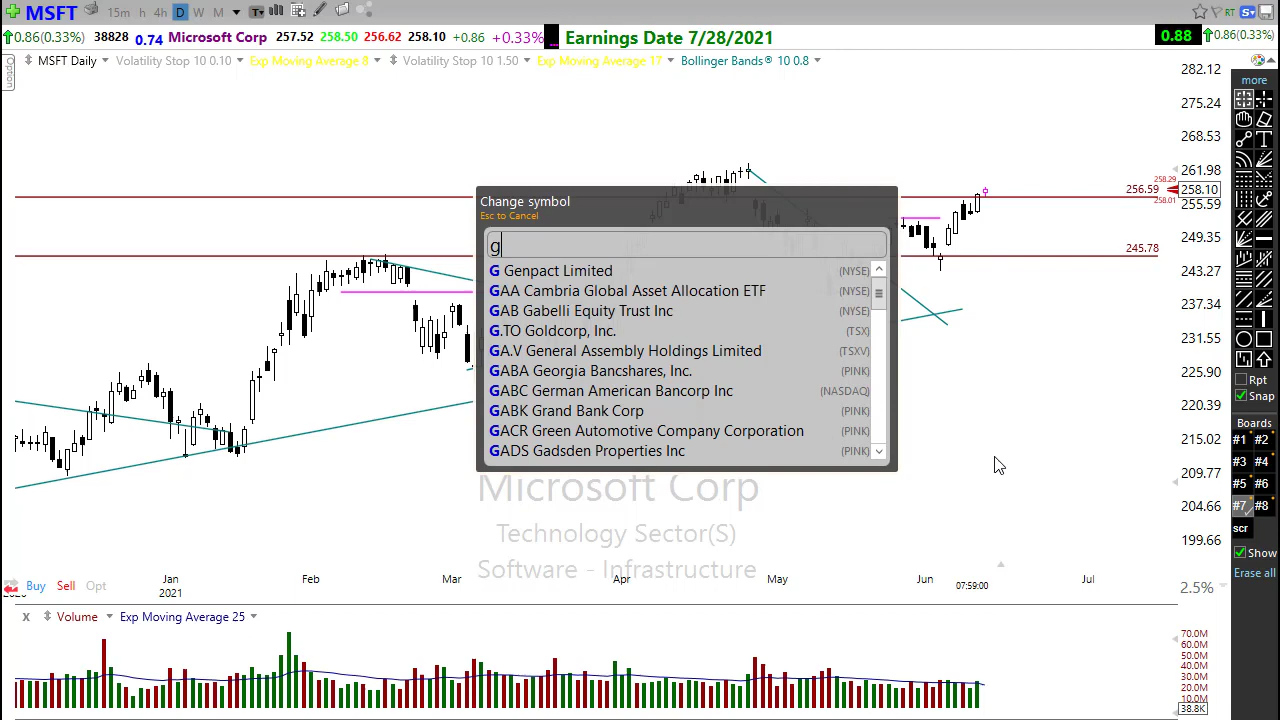 MSFT 15m h 4h D W M T RT S
0.86(0.33%) 38828 0.74 Microsoft Corp 257.52 258.50 256.62 258.10 +0.86 +0.33% Earnings Date 7/28/2021 0.88 0.86(0.33%)
Option
MSFT Daily Volatility Stop 10 0.10 Exp Moving Average 8 Volatility Stop 10 1.50 Exp Moving Average 17 Bollinger Bands® 10 0.8
282.12
275.24
268.53
261.98
258.29
256.59 258.10
258.01
255.59
249.35
245.78
243.27
237.34
231.55
225.90
220.39
215.02
209.77
204.66
199.66
2.5%
Change symbol
Esc to Cancel
g
G Genpact Limited (NYSE)
GAA Cambria Global Asset Allocation ETF (NYSE)
GAB Gabelli Equity Trust Inc (NYSE)
G.TO Goldcorp, Inc. (TSX)
GA.V General Assembly Holdings Limited (TSXV)
GABA Georgia Bancshares, Inc. (PINK)
GABC German American Bancorp Inc (NASDAQ)
GABK Grand Bank Corp (PINK)
GACR Green Automotive Company Corporation (PINK)
GADS Gadsden Properties Inc (PINK)
Microsoft Corp
Technology Sector(S)
Software - Infrastructure
Jan Feb Mar Apr May Jun Jul
2021 07:59:00
Buy Sell Opt
x Volume Exp Moving Average 25
70.0M
60.0M
50.0M
40.0M
30.0M
20.0M
10.0M
38.8K
more
T
Rpt
Snap
Boards
#1 #2
#3 #4
#5 #6
#7 #8
scr
Show
Erase all